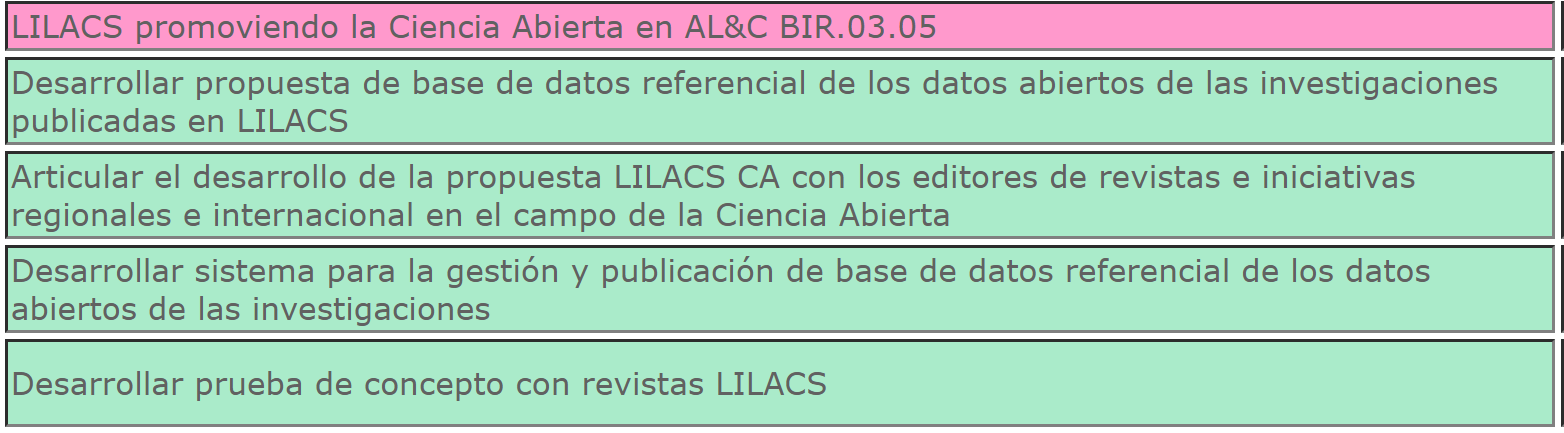 LILACS promoviendo la Ciencia Abierta en AL&C BIR.03.05
Desarrollar propuesta de base de datos referencial de los datos abiertos de las investigaciones
publicadas en LILACS
Articular el desarrollo de la propuesta LILACS CA con los editores de revistas e iniciativas
regionales e internacional en el campo de la Ciencia Abierta
Desarrollar sistema para la gestión y publicación de base de datos referencial de los datos
abiertos de las investigaciones
Desarrollar prueba de concepto con revistas LILACS